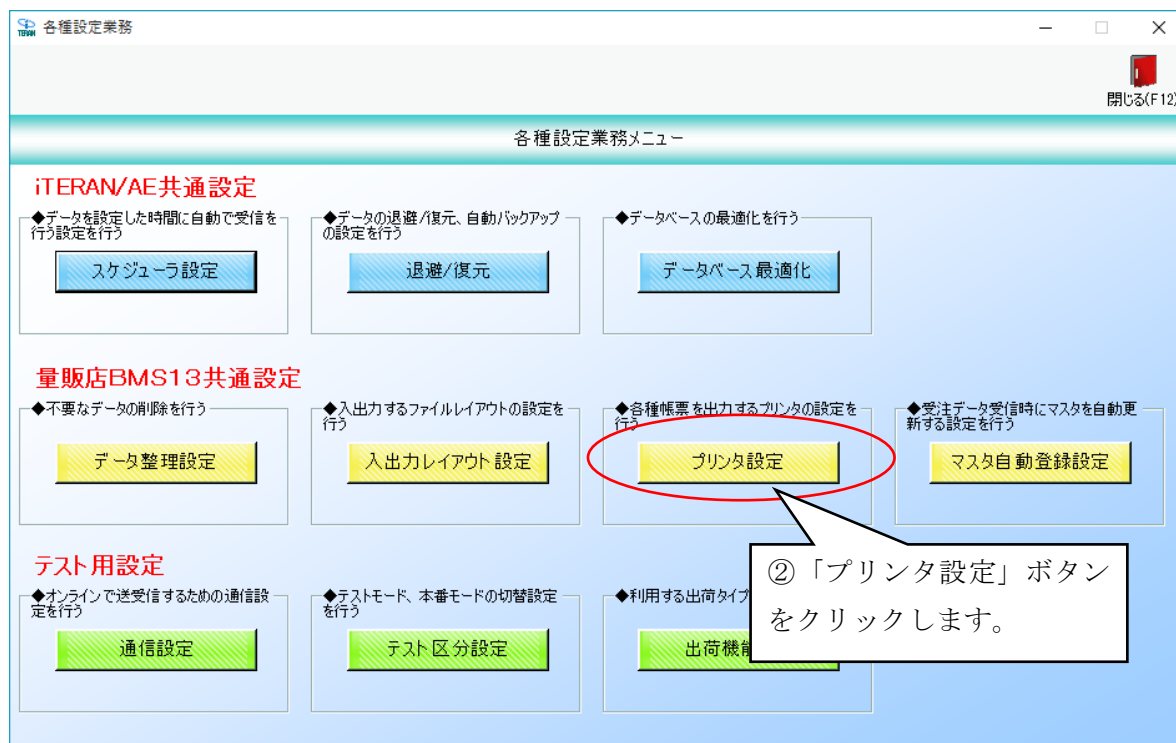 各種設定業務
TERAN
閉じる(F12)
各種設定業務メニュー
iTERAN/AE共通設定
◆データを設定した時間に自動で受信を
行う設定を行う
スケジューラ設定
◆データの退避/復元、自動バックアップ
の設定を行う
退避/復元
◆データベースの最適化を行う
データベース最適化
量販店BMS13共通設定
◆不要なデータの削除を行う
データ整理設定
◆入出力するファイルレイアウトの設定を
行う
入出力レイアウト設定
◆各種帳票を出力するプリンタの設定を
行う
プリンタ設定
◆受注データ受信時にマスタを自動更
新する設定を行う
マスタ自動登録設定
テスト用設定
◆オンラインで送受信するための通信設
定を行う
通信設定
◆テストモード、本番モードの切替設定
を行う
テスト区分設定
◆利用する出荷タイプ
出荷機能
②「プリンタ設定」ボタン
をクリックします。